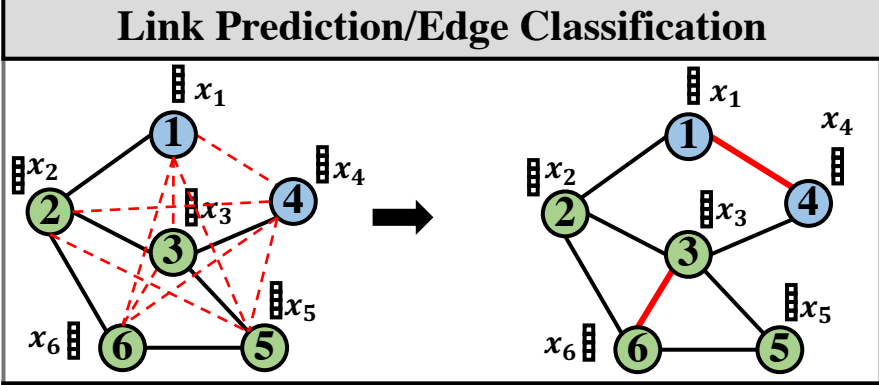 Link Prediction/Edge Classification
x₁
1
x₂
2
x₄
4
x₃
3
x₅
5
x₆
6
x₁
1
x₄
4
x₂
2
x₃
3
x₅
5
x₆
6